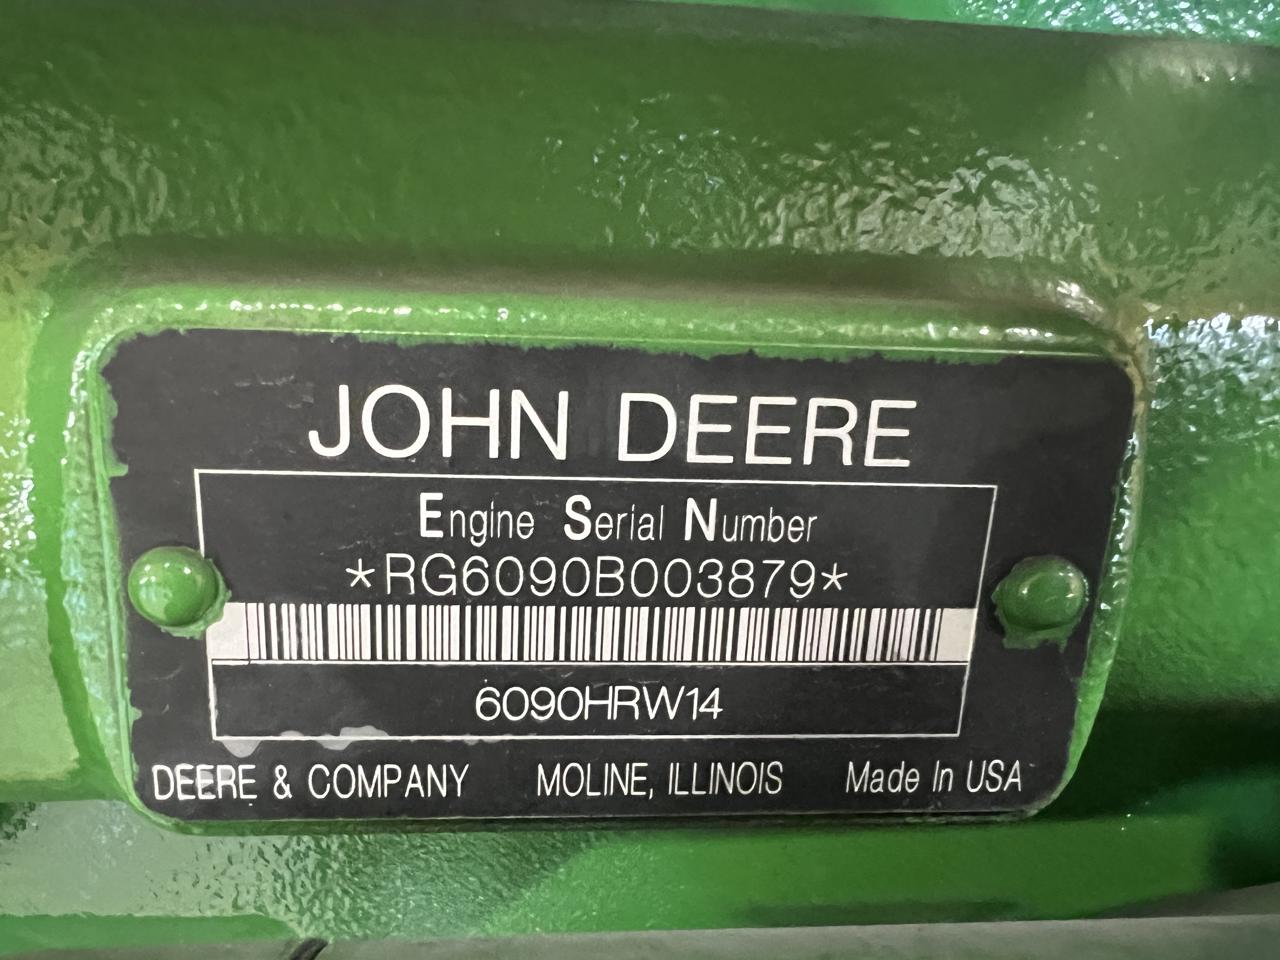 JOHN DEERE
Engine Serial Number
*RG6090B003879*
6090HRW14
DEERE & COMPANY MOLINE, ILLINOIS Made In USA